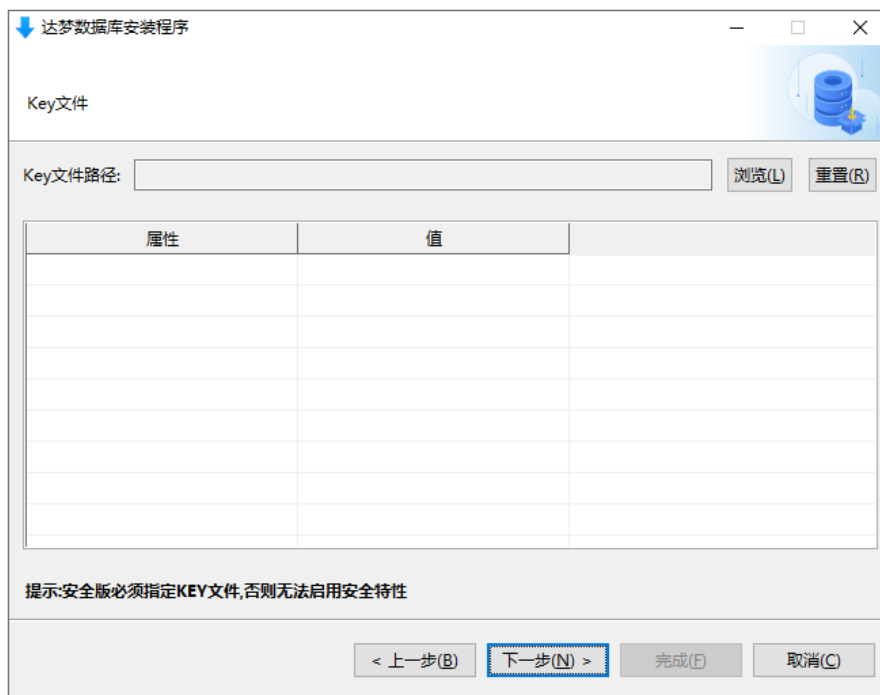 达梦数据库安装程序
Key文件
Key文件路径: 浏览(L) 重置(R)
属性 值
提示:安全版必须指定KEY文件,否则无法启用安全特性
< 上一步(B) 下一步(N) > 完成(F) 取消(C)